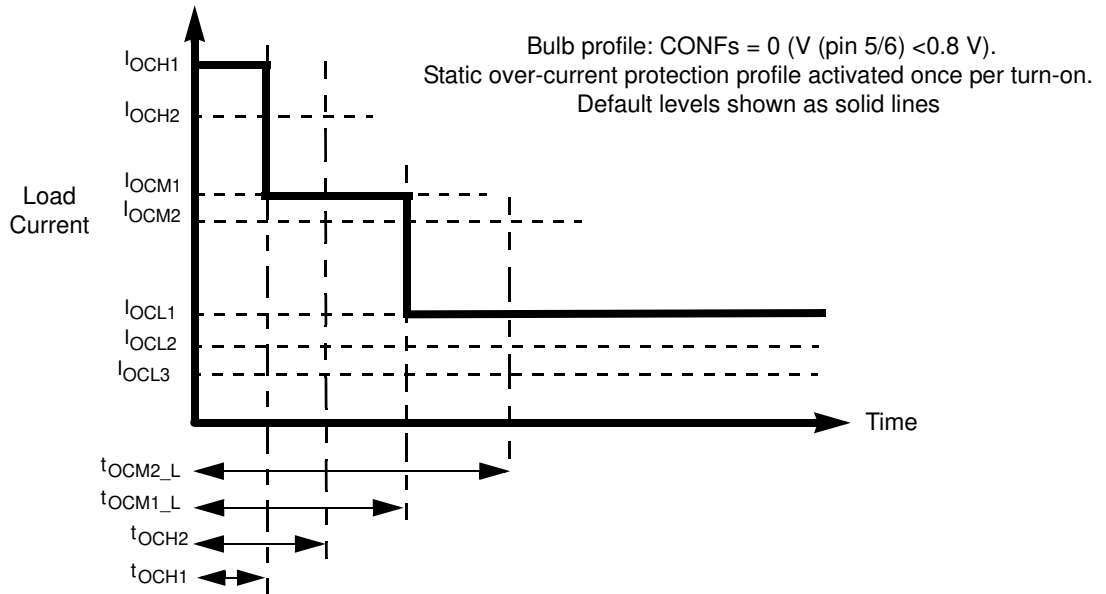 Bulb profile: CONFs = 0 (V (pin 5/6) <0.8 V).
Static over-current protection profile activated once per turn-on.
Default levels shown as solid lines
Load
Current
IOCH1
IOCH2
IOCM1
IOCM2
IOCL1
IOCL2
IOCL3
Time
tOCM2_L
tOCM1_L
tOCH2
tOCH1